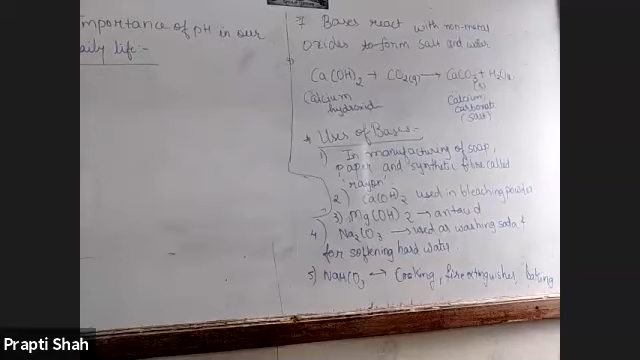 Importance of pH in our
daily life:-
7 Bases react with non-metal
oxides to form salt and water
Ca(OH)2 + CO2(g) → CaCO3 + H2O
(s)
Calcium
hydroxid
Calcium
carbonate
(salt)
* Uses of Bases:-
1) In manufacturing of soap,
paper and synthetic fibre called
'rayon'
2) Ca(OH)2 used in bleaching powder
3) Mg(OH)2 → antacid
4) Na2CO3 → used as washing soda &
for softening hard water.
5) NaHCO3 → Cooking, fire extinguisher, baking
Prapti Shah